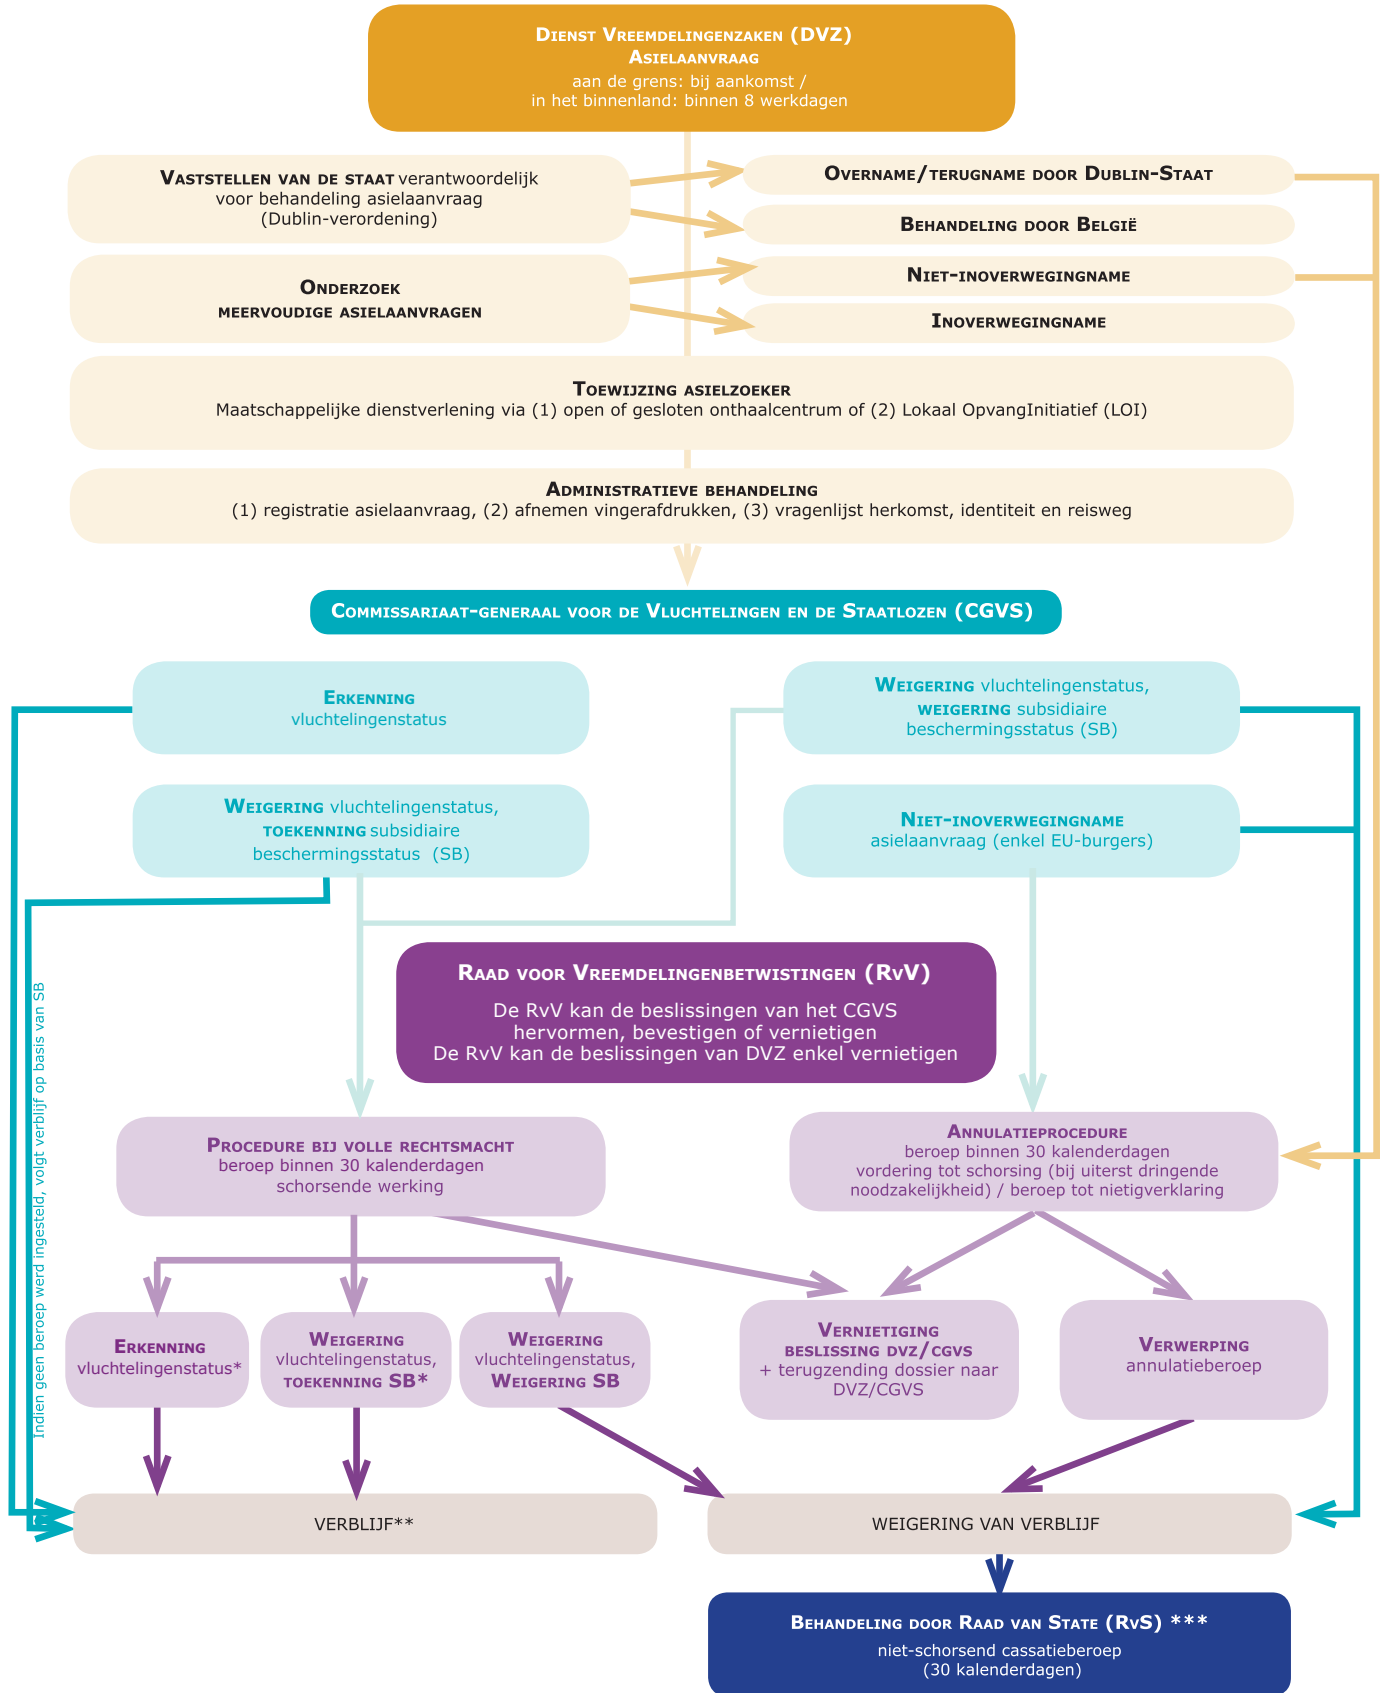 Dienst Vreemdelingenzaken (DVZ)
Asielaanvraag
aan de grens: bij aankomst /
in het binnenland: binnen 8 werkdagen
Vaststellen van de staat verantwoordelijk
voor behandeling asielaanvraag
(Dublin-verordening)
Overname/terugname door Dublin-Staat
Behandeling door België
Onderzoek
meervoudige asielaanvragen
Niet-inoverwegingname
Inoverwegingname
Toewijzing asielzoeker
Maatschappelijke dienstverlening via (1) open of gesloten onthaalcentrum of (2) Lokaal OpvangInitiatief (LOI)
Administratieve behandeling
(1) registratie asielaanvraag, (2) afnemen vingerafdrukken, (3) vragenlijst herkomst, identiteit en reisweg
Commissariaat-generaal voor de Vluchtelingen en de Staatlozen (CGVS)
Erkenning
vluchtelingenstatus
Weigering vluchtelingenstatus,
weigering subsidiaire
beschermingsstatus (SB)
Weigering vluchtelingenstatus,
toekenning subsidiaire
beschermingsstatus (SB)
Niet-inoverwegingname
asielaanvraag (enkel EU-burgers)
Raad voor Vreemdelingenbetwistingen (RvV)
De RvV kan de beslissingen van het CGVS
hervormen, bevestigen of vernietigen
De RvV kan de beslissingen van DVZ enkel vernietigen
Indien geen beroep werd ingesteld, volgt verblijf op basis van SB
Procedure bij volle rechtsmacht
beroep binnen 30 kalenderdagen
schorsende werking
Annulatieprocedure
beroep binnen 30 kalenderdagen
vordering tot schorsing (bij uiterst dringende
noodzakelijkheid) / beroep tot nietigverklaring
Erkenning
vluchtelingenstatus*
Weigering
vluchtelingenstatus,
toekenning SB*
Weigering
vluchtelingenstatus,
Weigering SB
Vernietiging
beslissing dvz/cgvs
+ terugzending dossier naar
DVZ/CGVS
Verwerping
annulatieberoep
VERBLIJF**
WEIGERING VAN VERBLIJF
Behandeling door Raad van State (RvS) ***
niet-schorsend cassatieberoep
(30 kalenderdagen)